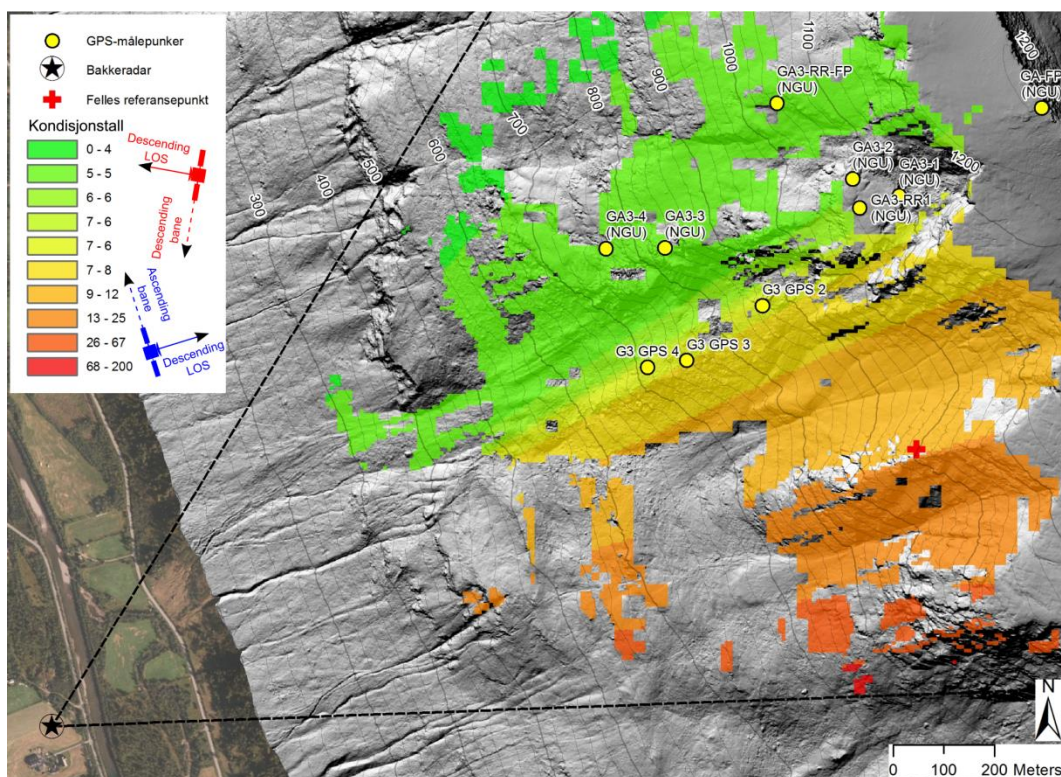 GPS-målepunker
Bakkeradar
Felles referansepunkt
Kondisjonstall
0 - 4
5 - 5
6 - 6
7 - 6
7 - 6
7 - 8
9 - 12
13 - 25
26 - 67
68 - 200
Descending
LOS
Descending
bane
Ascending
bane
Descending
LOS
300
400
500
600
700
800
900
1000
1100
1200
1200
GA3-RR-FP
(NGU)
GA-FP
(NGU)
GA3-2
(NGU)
GA3-1
(NGU)
GA3-RR1
(NGU)
GA3-4
(NGU)
GA3-3
(NGU)
G3 GPS 2
G3 GPS 3
G3 GPS 4
N
0 100 200 Meters